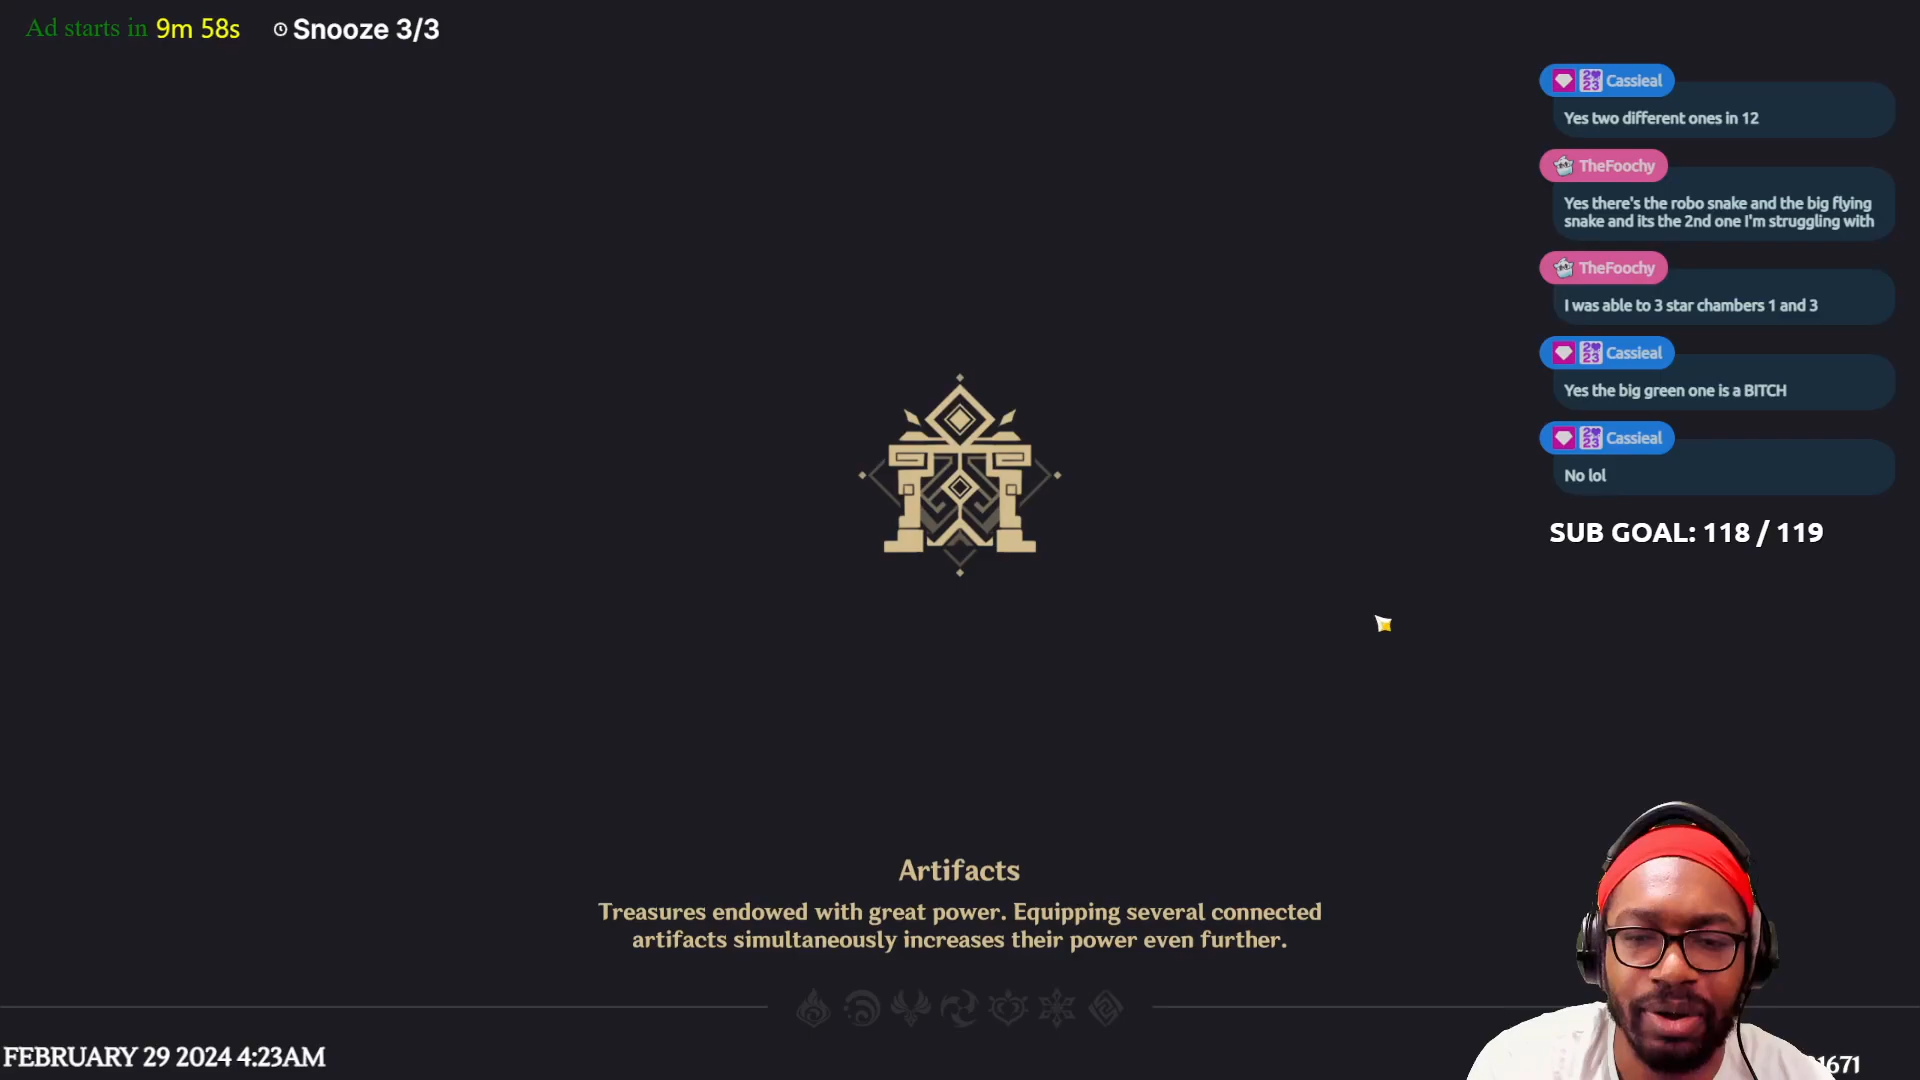 Ad starts in 9m 58s Snooze 3/3
Cassieal
Yes two different ones in 12
TheFoochy
Yes there's the robo snake and the big flying
snake and its the 2nd one I'm struggling with
TheFoochy
I was able to 3 star chambers 1 and 3
Cassieal
Yes the big green one is a BITCH
Cassieal
No lol
SUB GOAL: 118 / 119
Artifacts
Treasures endowed with great power. Equipping several connected
artifacts simultaneously increases their power even further.
FEBRUARY 29 2024 4:23AM